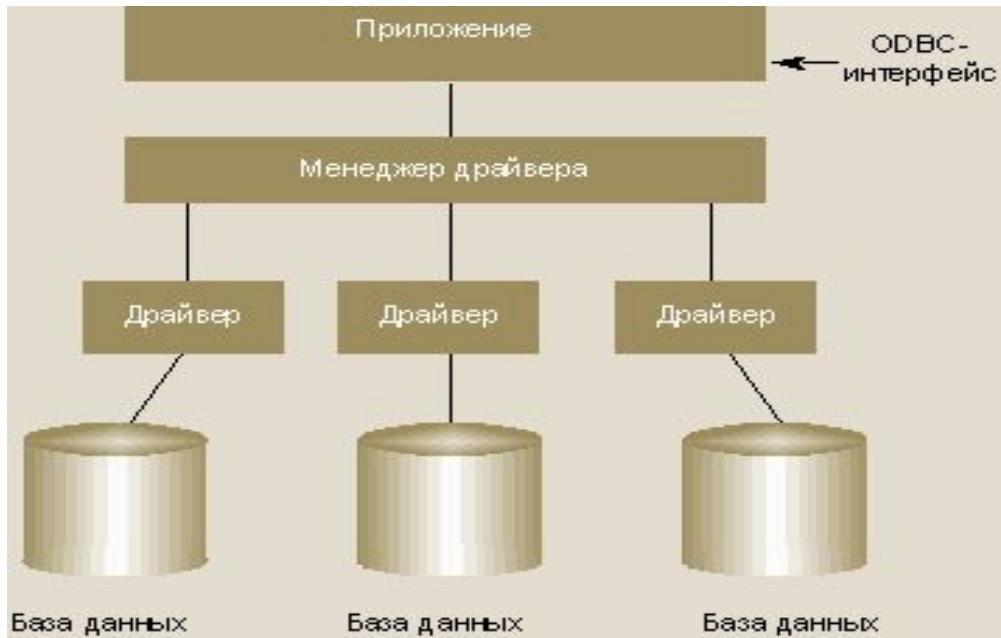 Приложение
ODBC-
интерфейс
Менеджер драйвера
Драйвер
Драйвер
Драйвер
База данных
База данных
База данных